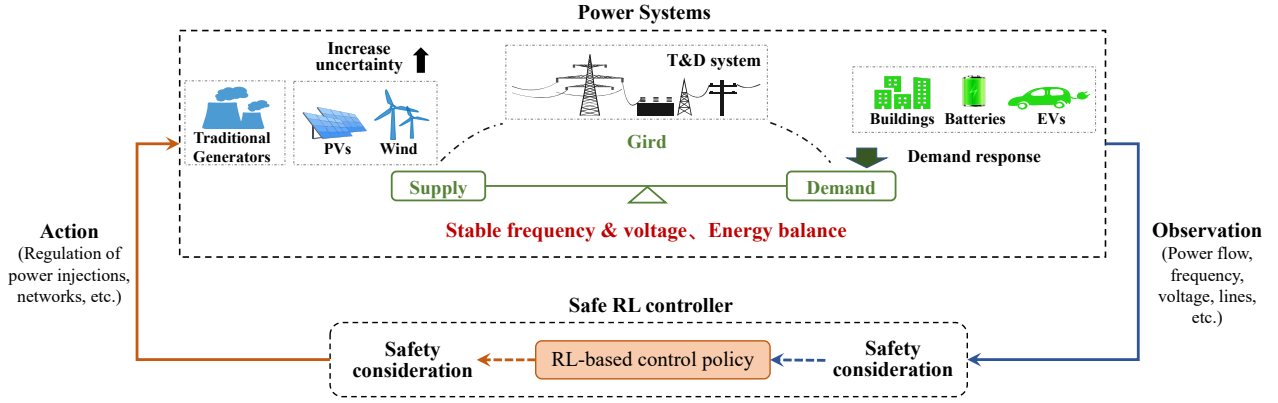 Power Systems
Increase
uncertainty
T&D system
Traditional
Generators
PVs
Wind
Gird
Buildings
Batteries
EVs
Demand response
Supply
Demand
Stable frequency & voltage、Energy balance
Action
(Regulation of
power injections,
networks, etc.)
Observation
(Power flow,
frequency,
voltage, lines,
etc.)
Safe RL controller
Safety
consideration
RL-based control policy
Safety
consideration